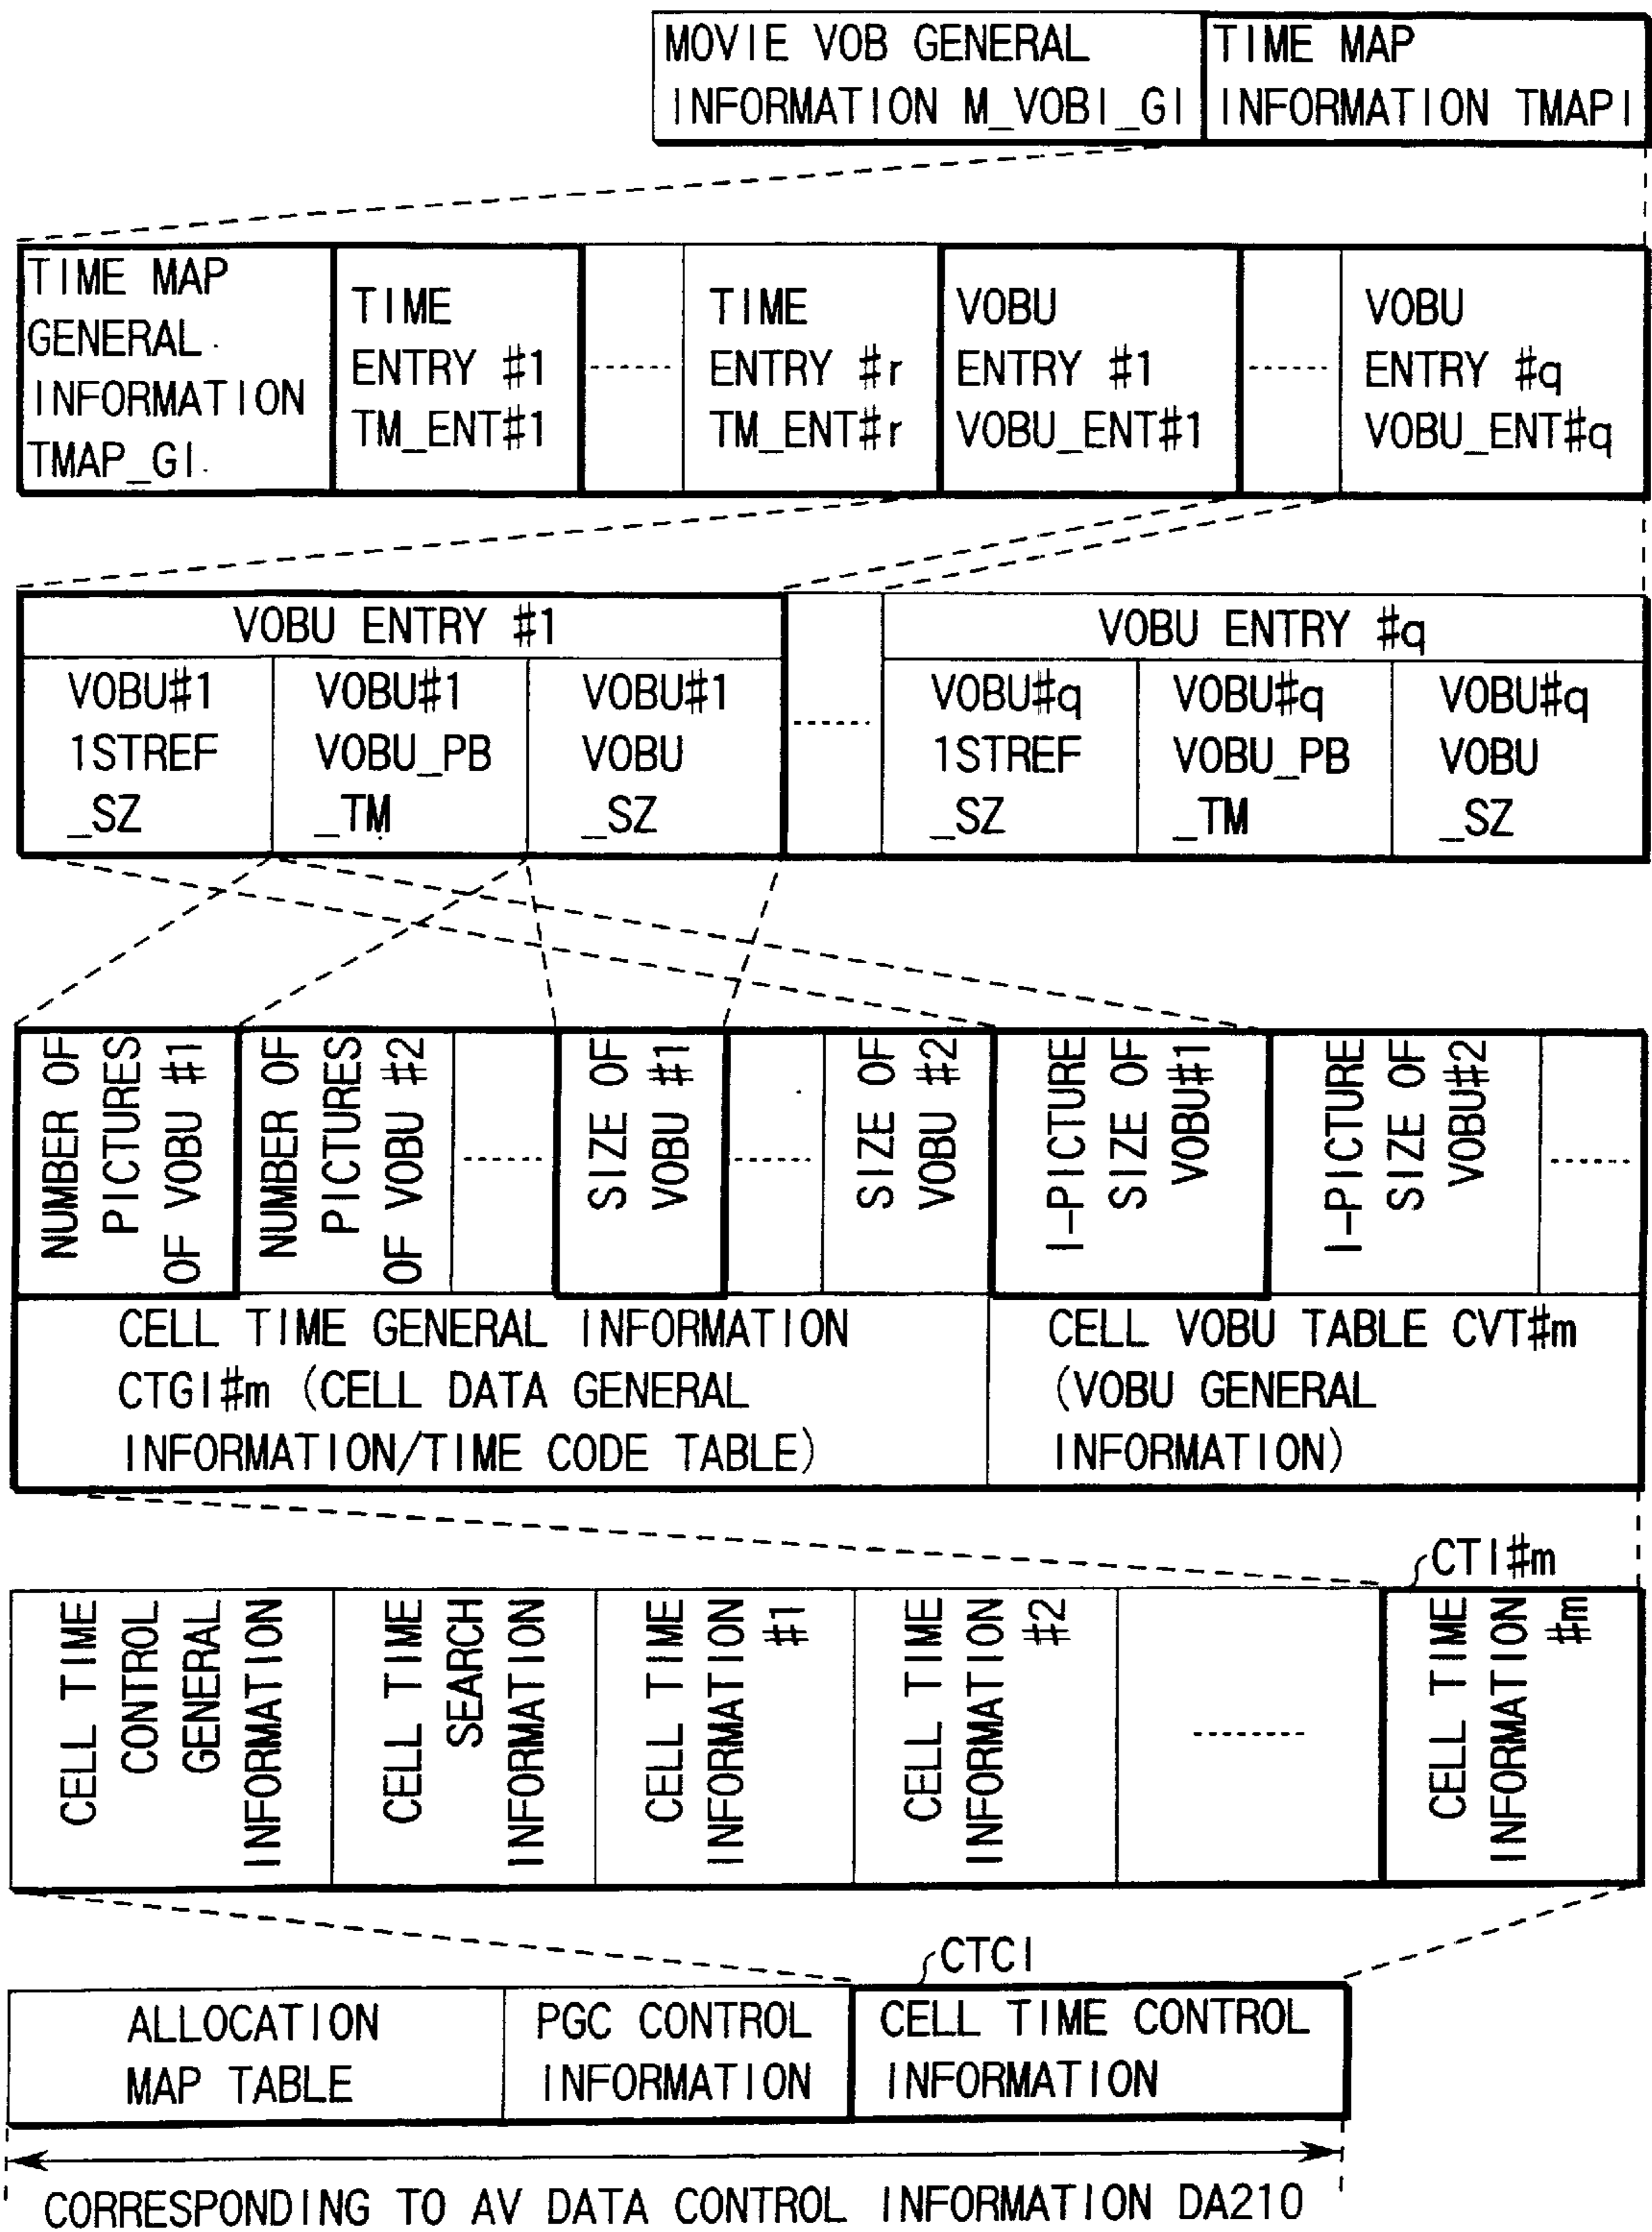 MOVIE VOB GENERAL
INFORMATION M_VOBI_GI
TIME MAP
INFORMATION TMAPI
TIME MAP
GENERAL
INFORMATION
TMAP_GI
TIME
ENTRY #1
TM_ENT#1
TIME
ENTRY #r
TM_ENT#r
VOBU
ENTRY #1
VOBU_ENT#1
VOBU
ENTRY #q
VOBU_ENT#q
VOBU ENTRY #1
VOBU#1
1STREF
_SZ
VOBU#1
VOBU_PB
_TM
VOBU#1
VOBU
_SZ
VOBU ENTRY #q
VOBU#q
1STREF
_SZ
VOBU#q
VOBU_PB
_TM
VOBU#q
VOBU
_SZ
NUMBER OF
PICTURES
OF VOBU #1
NUMBER OF
PICTURES
OF VOBU #2
SIZE OF
VOBU #1
SIZE OF
VOBU #2
I-PICTURE
SIZE OF
VOBU#1
I-PICTURE
SIZE OF
VOBU#2
CELL TIME GENERAL INFORMATION
CTGI#m (CELL DATA GENERAL
INFORMATION/TIME CODE TABLE)
CELL VOBU TABLE CVT#m
(VOBU GENERAL
INFORMATION)
CTI#m
CELL TIME
CONTROL
GENERAL
INFORMATION
CELL TIME
SEARCH
INFORMATION
CELL TIME
INFORMATION
#1
CELL TIME
INFORMATION
#2
CELL TIME
INFORMATION
#m
CTCI
ALLOCATION
MAP TABLE
PGC CONTROL
INFORMATION
CELL TIME CONTROL
INFORMATION
CORRESPONDING TO AV DATA CONTROL INFORMATION DA210